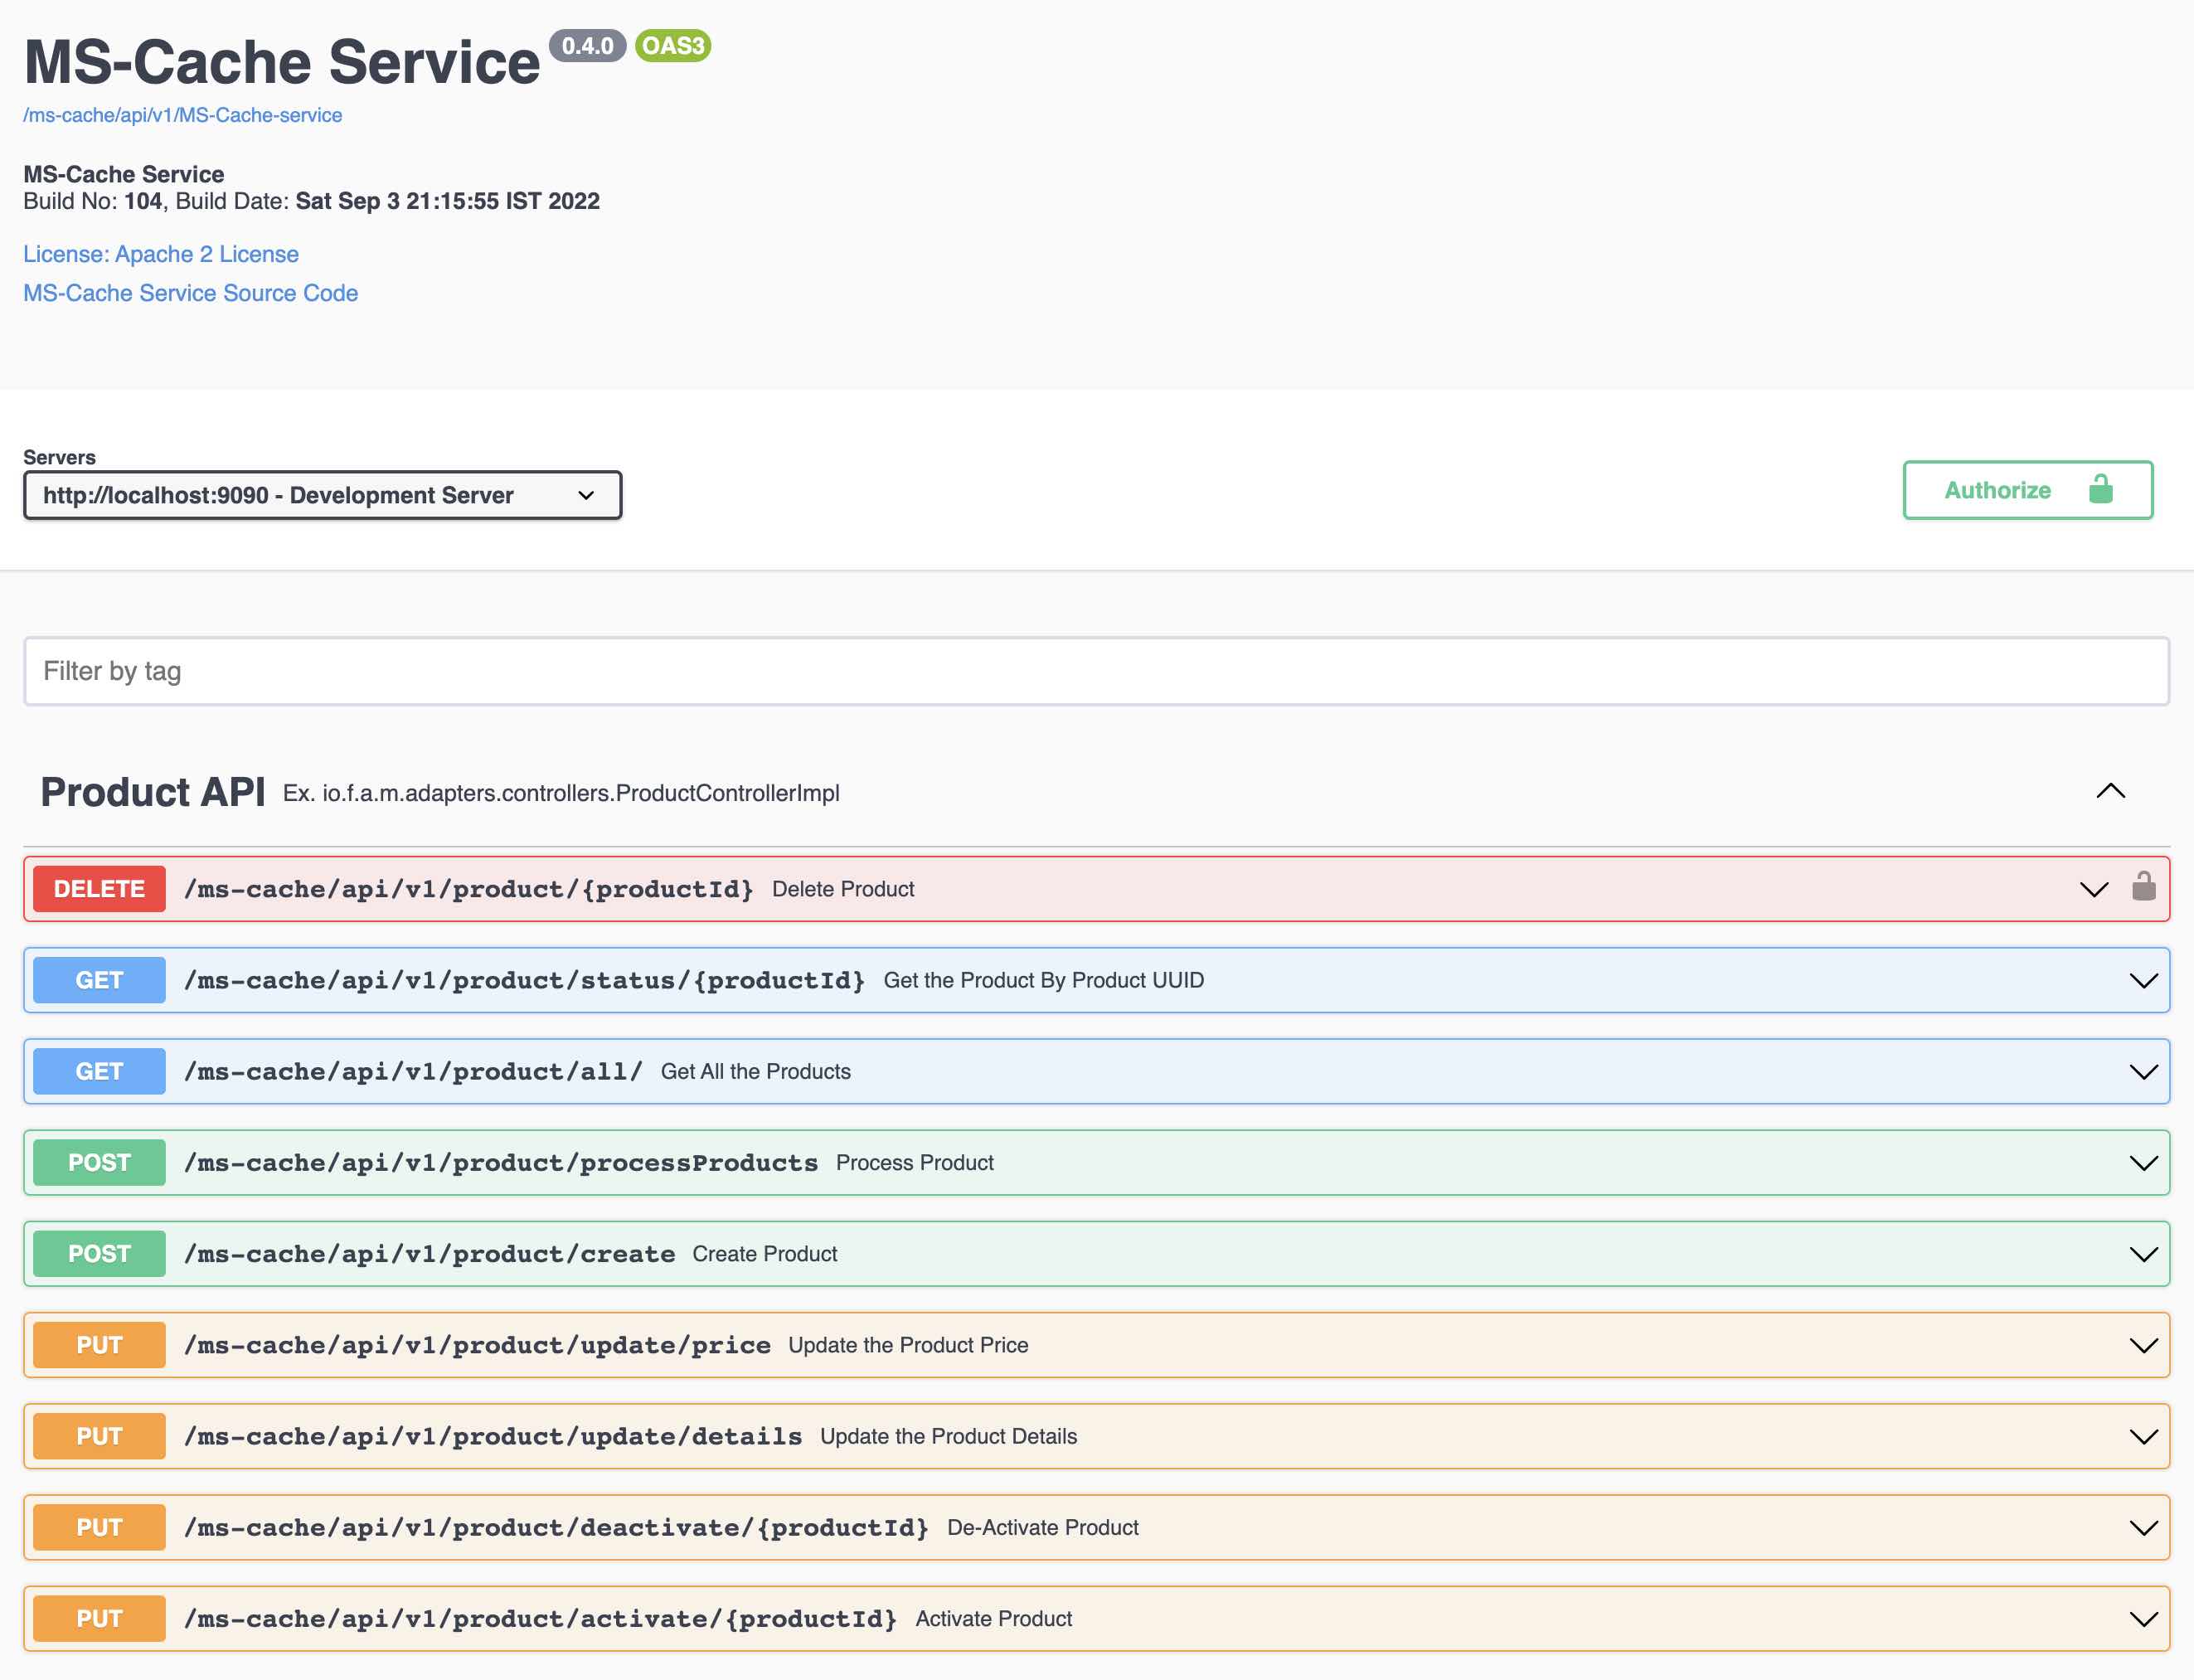 MS-Cache Service 0.4.0 OAS3
/ms-cache/api/v1/MS-Cache-service
MS-Cache Service
Build No: 104, Build Date: Sat Sep 3 21:15:55 IST 2022
License: Apache 2 License
MS-Cache Service Source Code
Servers
http://localhost:9090 - Development Server
Authorize
Filter by tag
Product API Ex. io.f.a.m.adapters.controllers.ProductControllerImpl
DELETE /ms-cache/api/v1/product/{productId} Delete Product
GET /ms-cache/api/v1/product/status/{productId} Get the Product By Product UUID
GET /ms-cache/api/v1/product/all/ Get All the Products
POST /ms-cache/api/v1/product/processProducts Process Product
POST /ms-cache/api/v1/product/create Create Product
PUT /ms-cache/api/v1/product/update/price Update the Product Price
PUT /ms-cache/api/v1/product/update/details Update the Product Details
PUT /ms-cache/api/v1/product/deactivate/{productId} De-Activate Product
PUT /ms-cache/api/v1/product/activate/{productId} Activate Product